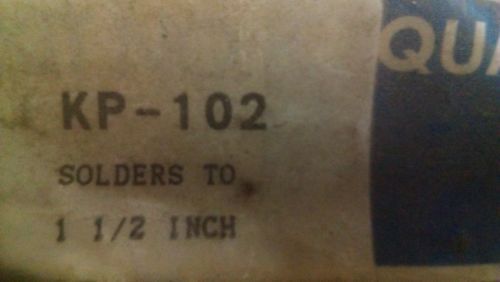 KP-102
SOLDERS TO
1 1/2 INCH